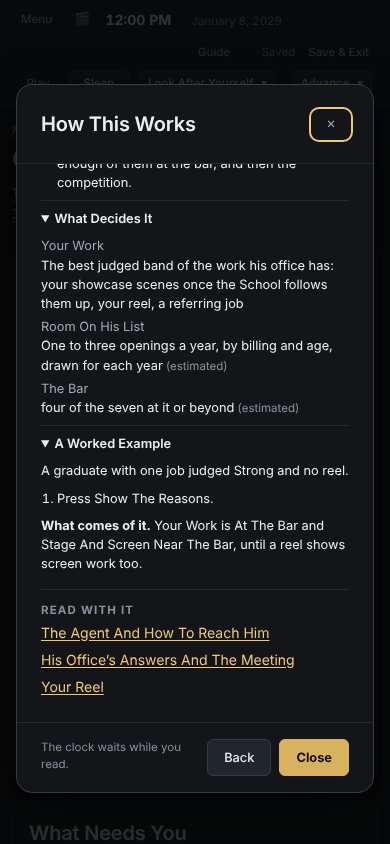 Menu 🎬 12:00 PM January 8, 2029
Guide Saved Save & Exit
Play Sleep Look After Yourself ▾ Advance ▾
How This Works ×
enough of them at the bar, and then the
competition.
▼ What Decides It
Your Work
The best judged band of the work his office has:
your showcase scenes once the School follows
them up, your reel, a referring job
Room On His List
One to three openings a year, by billing and age,
drawn for each year (estimated)
The Bar
four of the seven at it or beyond (estimated)
▼ A Worked Example
A graduate with one job judged Strong and no reel.
1. Press Show The Reasons.
What comes of it. Your Work is At The Bar and
Stage And Screen Near The Bar, until a reel shows
screen work too.
READ WITH IT
The Agent And How To Reach Him
His Office’s Answers And The Meeting
Your Reel
The clock waits while you
read.
Back Close
What Needs You